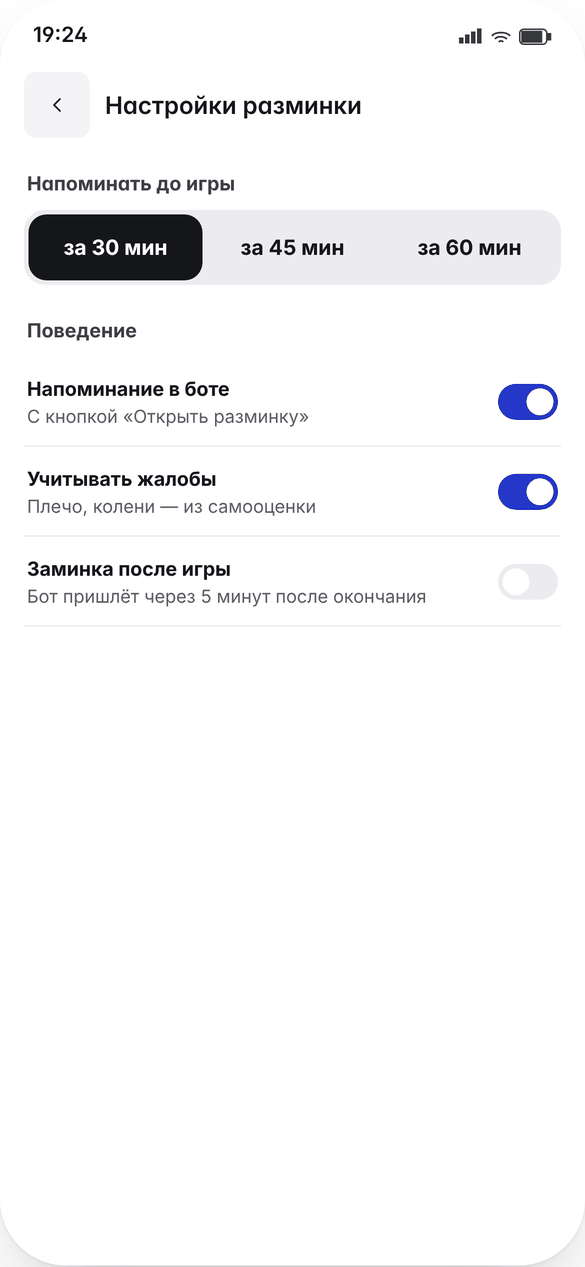 19:24
Настройки разминки
Напоминать до игры
за 30 мин
за 45 мин
за 60 мин
Поведение
Напоминание в боте
С кнопкой «Открыть разминку»
Учитывать жалобы
Плечо, колени — из самооценки
Заминка после игры
Бот пришлёт через 5 минут после окончания